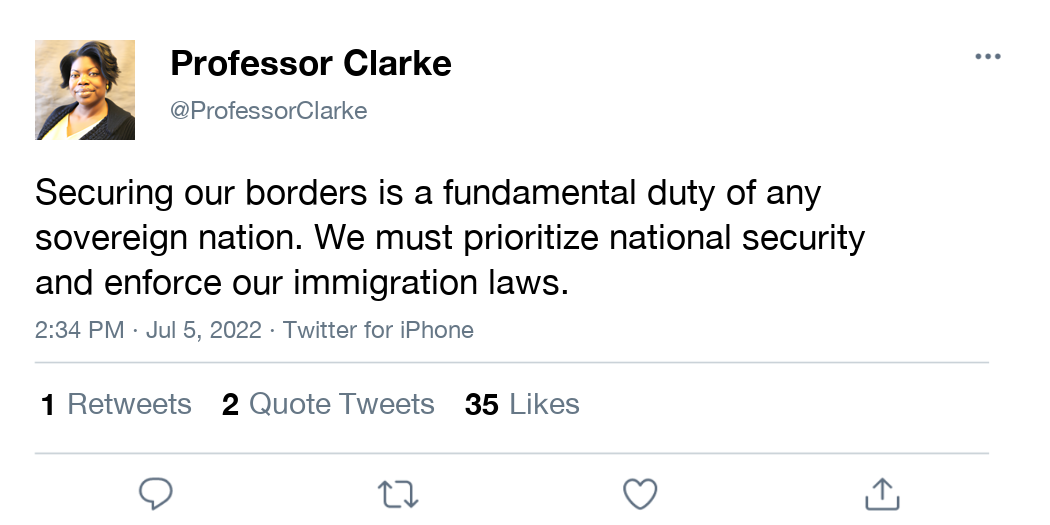 Professor Clarke
@ProfessorClarke
Securing our borders is a fundamental duty of any
sovereign nation. We must prioritize national security
and enforce our immigration laws.
2:34 PM · Jul 5, 2022 · Twitter for iPhone
1 Retweets 2 Quote Tweets 35 Likes